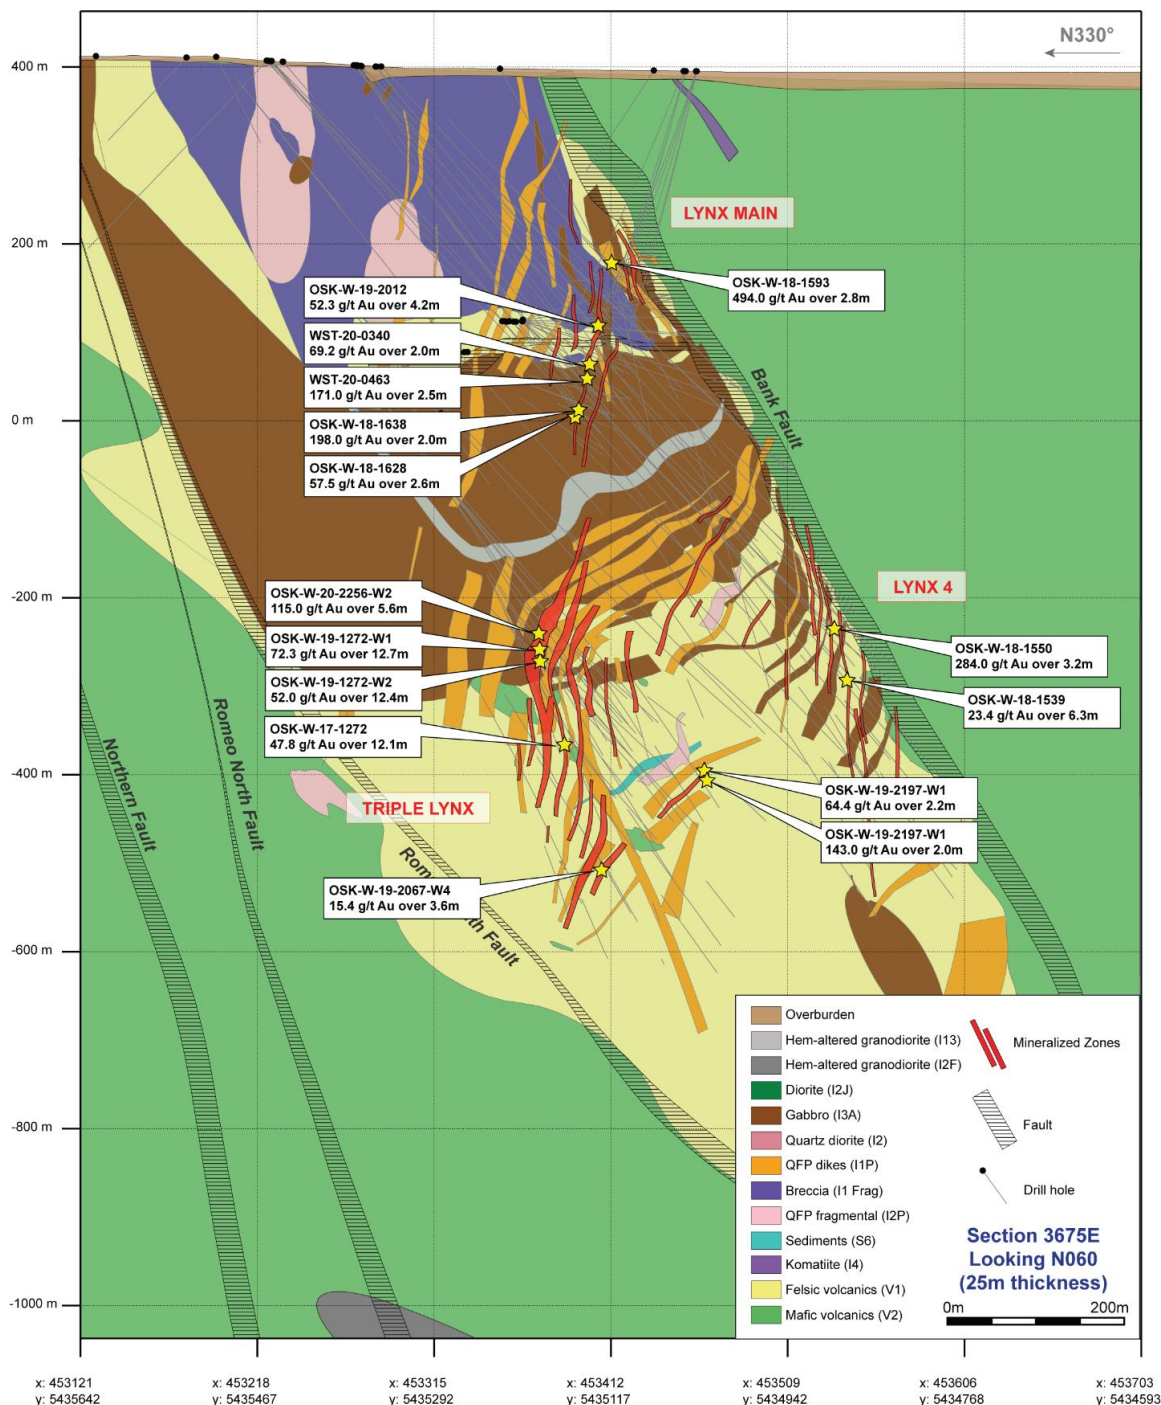 N330°
400 m
LYNX MAIN
200 m
OSK-W-19-2012
52.3 g/t Au over 4.2m
OSK-W-18-1593
494.0 g/t Au over 2.8m
WST-20-0340
69.2 g/t Au over 2.0m
WST-20-0463
171.0 g/t Au over 2.5m
Bank Fault
0 m
OSK-W-18-1638
198.0 g/t Au over 2.0m
OSK-W-18-1628
57.5 g/t Au over 2.6m
-200 m
LYNX 4
OSK-W-20-2256-W2
115.0 g/t Au over 5.6m
OSK-W-19-1272-W1
72.3 g/t Au over 12.7m
OSK-W-19-1272-W2
52.0 g/t Au over 12.4m
OSK-W-17-1272
47.8 g/t Au over 12.1m
OSK-W-18-1550
284.0 g/t Au over 3.2m
OSK-W-18-1539
23.4 g/t Au over 6.3m
Northern Fault
Romeo North Fault
-400 m
TRIPLE LYNX
OSK-W-19-2197-W1
64.4 g/t Au over 2.2m
OSK-W-19-2197-W1
143.0 g/t Au over 2.0m
OSK-W-19-2067-W4
15.4 g/t Au over 3.6m
Fault
-600 m
-800 m
-1000 m
Overburden
Hem-altered granodiorite (I13)
Hem-altered granodiorite (I2F)
Diorite (I2J)
Gabbro (I3A)
Quartz diorite (I2)
QFP dikes (I1P)
Breccia (I1 Frag)
QFP fragmental (I2P)
Sediments (S6)
Komatiite (I4)
Felsic volcanics (V1)
Mafic volcanics (V2)
Mineralized Zones
Fault
Drill hole
Section 3675E
Looking N060
(25m thickness)
0m 200m
x: 453121 x: 453218 x: 453315 x: 453412 x: 453509 x: 453606 x: 453703
y: 5435642 y: 5435467 y: 5435292 y: 5435117 y: 5434942 y: 5434768 y: 5434593